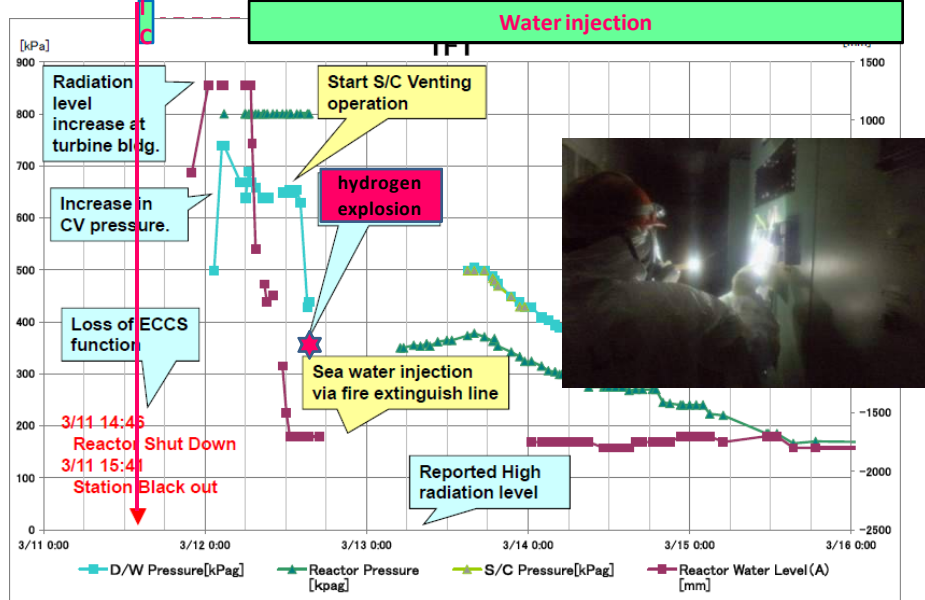 I
C
Water injection
[kPa]
TFT
[mm]
900
1500
Radiation
level
increase at
turbine bldg.
Start S/C Venting
operation
800
1000
700
hydrogen
explosion
600
Increase in
CV pressure.
500
400
Loss of ECCS
function
300
Sea water injection
via fire extinguish line
3/11 14:46
Reactor Shut Down
3/11 15:41
Station Black out
200
-1500
Reported High
radiation level
-2000
100
0
-2500
3/11 0:00
3/12 0:00
3/13 0:00
3/14 0:00
3/15 0:00
3/16 0:00
D/W Pressure[kPag]
Reactor Pressure
[kpag]
S/C Pressure[kPag]
Reactor Water Level(A)
[mm]